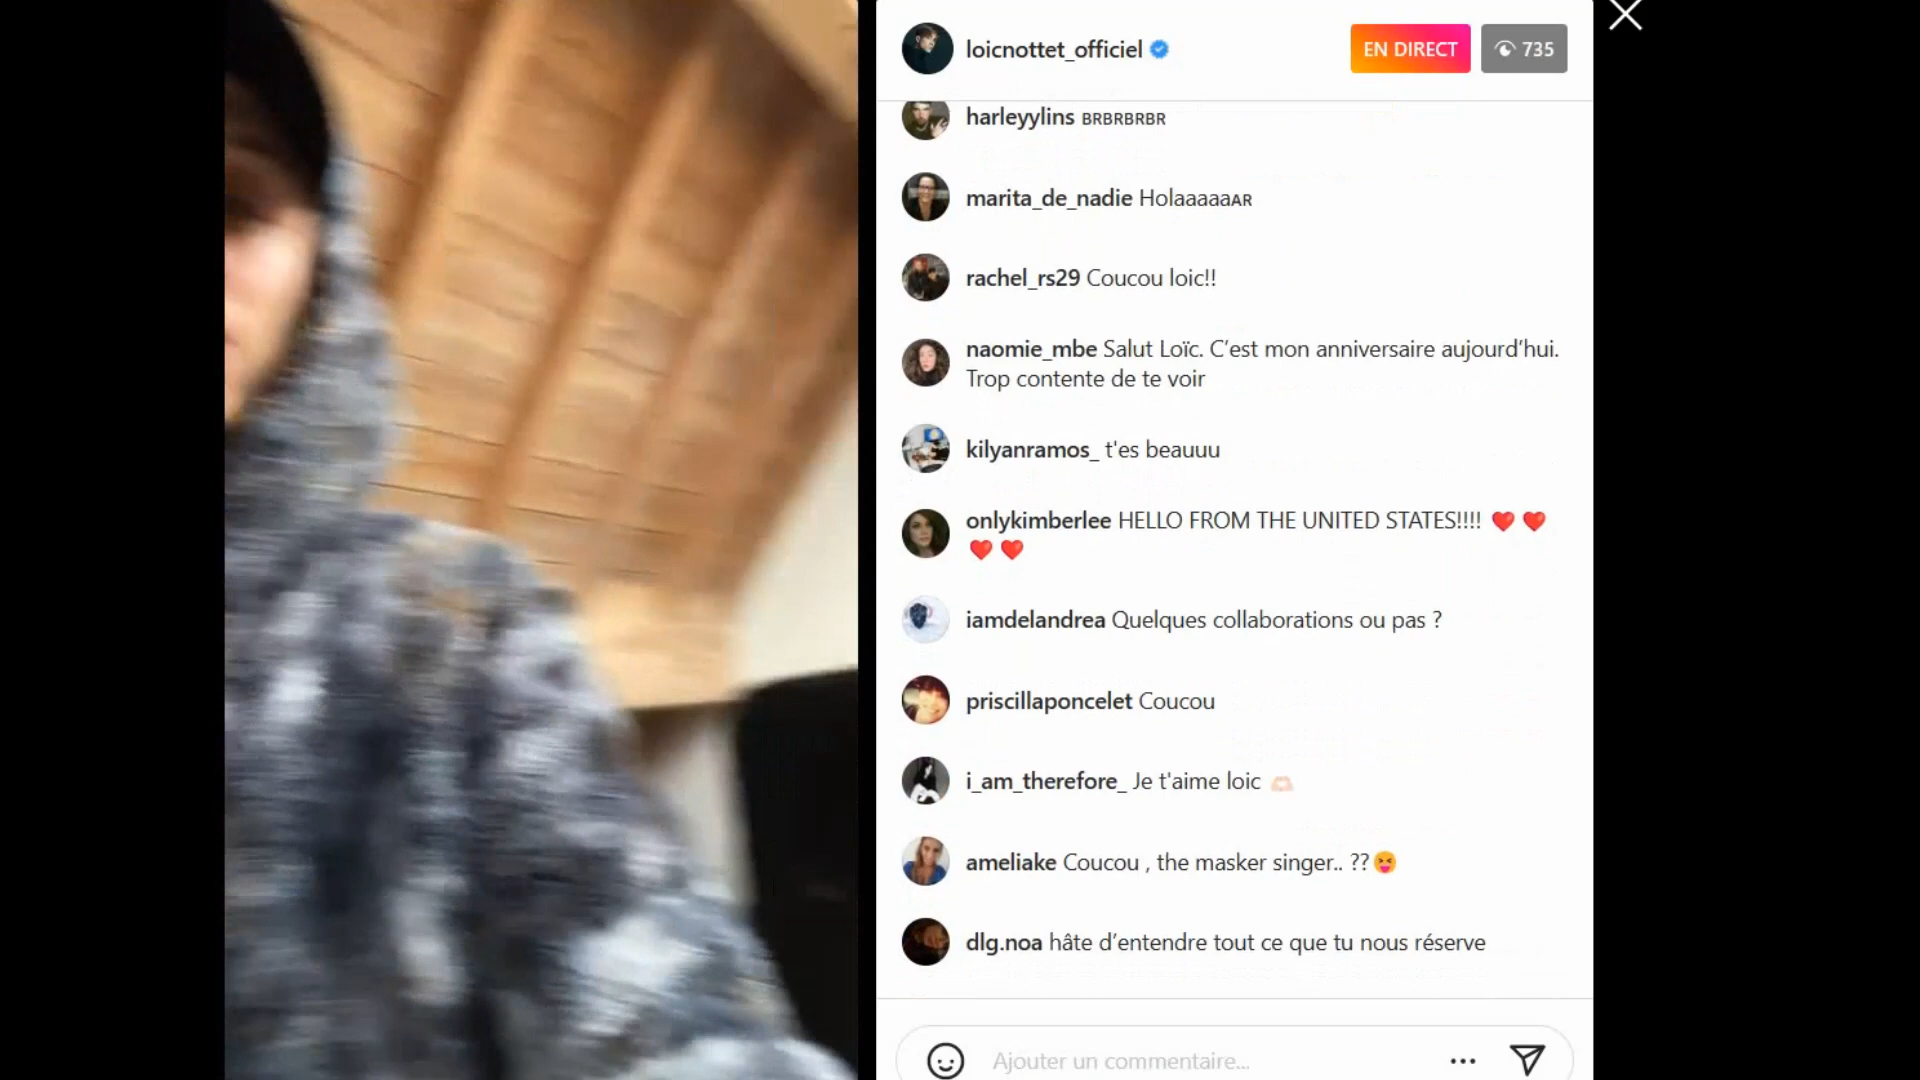 loicnottet_officiel
EN DIRECT
735
harleyylins BRBRBRBR
marita_de_nadie HolaaaaaAR
rachel_rs29 Coucou loic!!
naomie_mbe Salut Loïc. C’est mon anniversaire aujourd’hui.
Trop contente de te voir
kilyanramos_ t'es beauuu
onlykimberlee HELLO FROM THE UNITED STATES!!!! ❤️ ❤️
❤️ ❤️
iamdelandrea Quelques collaborations ou pas ?
priscillaponcelet Coucou
i_am_therefore_ Je t'aime loic 🫶🏻
ameliake Coucou , the masker singer.. ??😝
dlg.noa hâte d’entendre tout ce que tu nous réserve
Ajouter un commentaire...